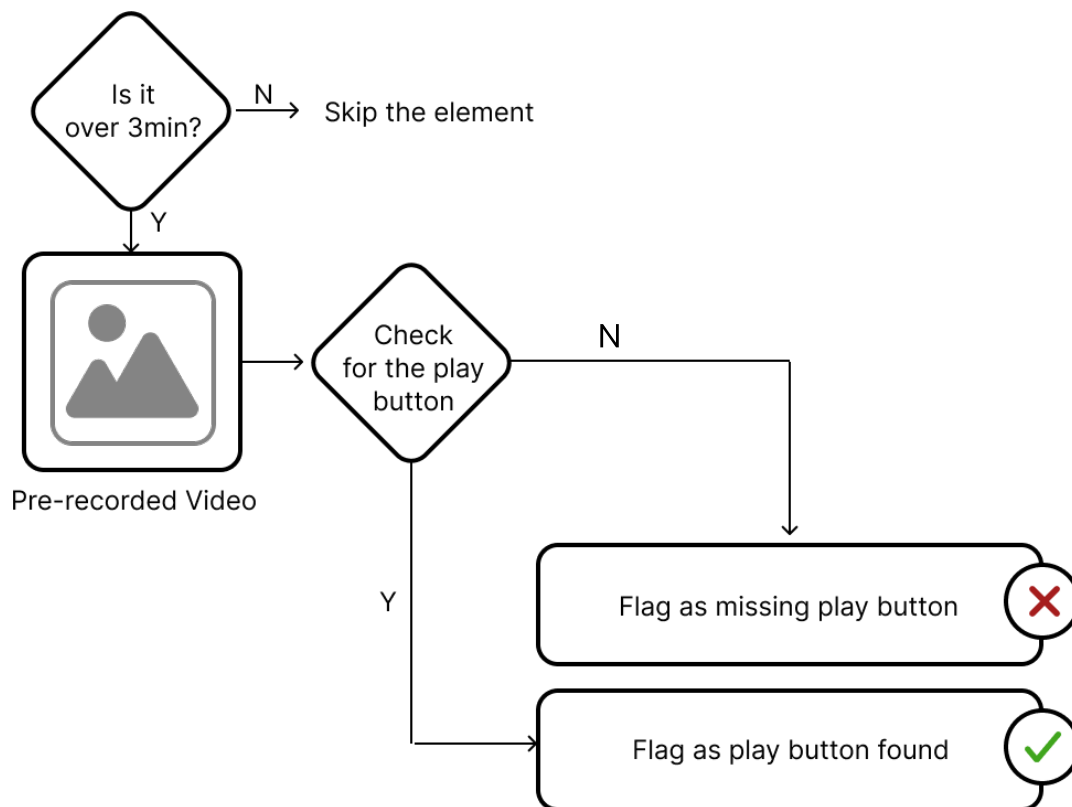 Is it
over 3min?
N
Skip the element
Y
Check
for the play
button
N
Pre-recorded Video
Y
Flag as missing play button
Flag as play button found